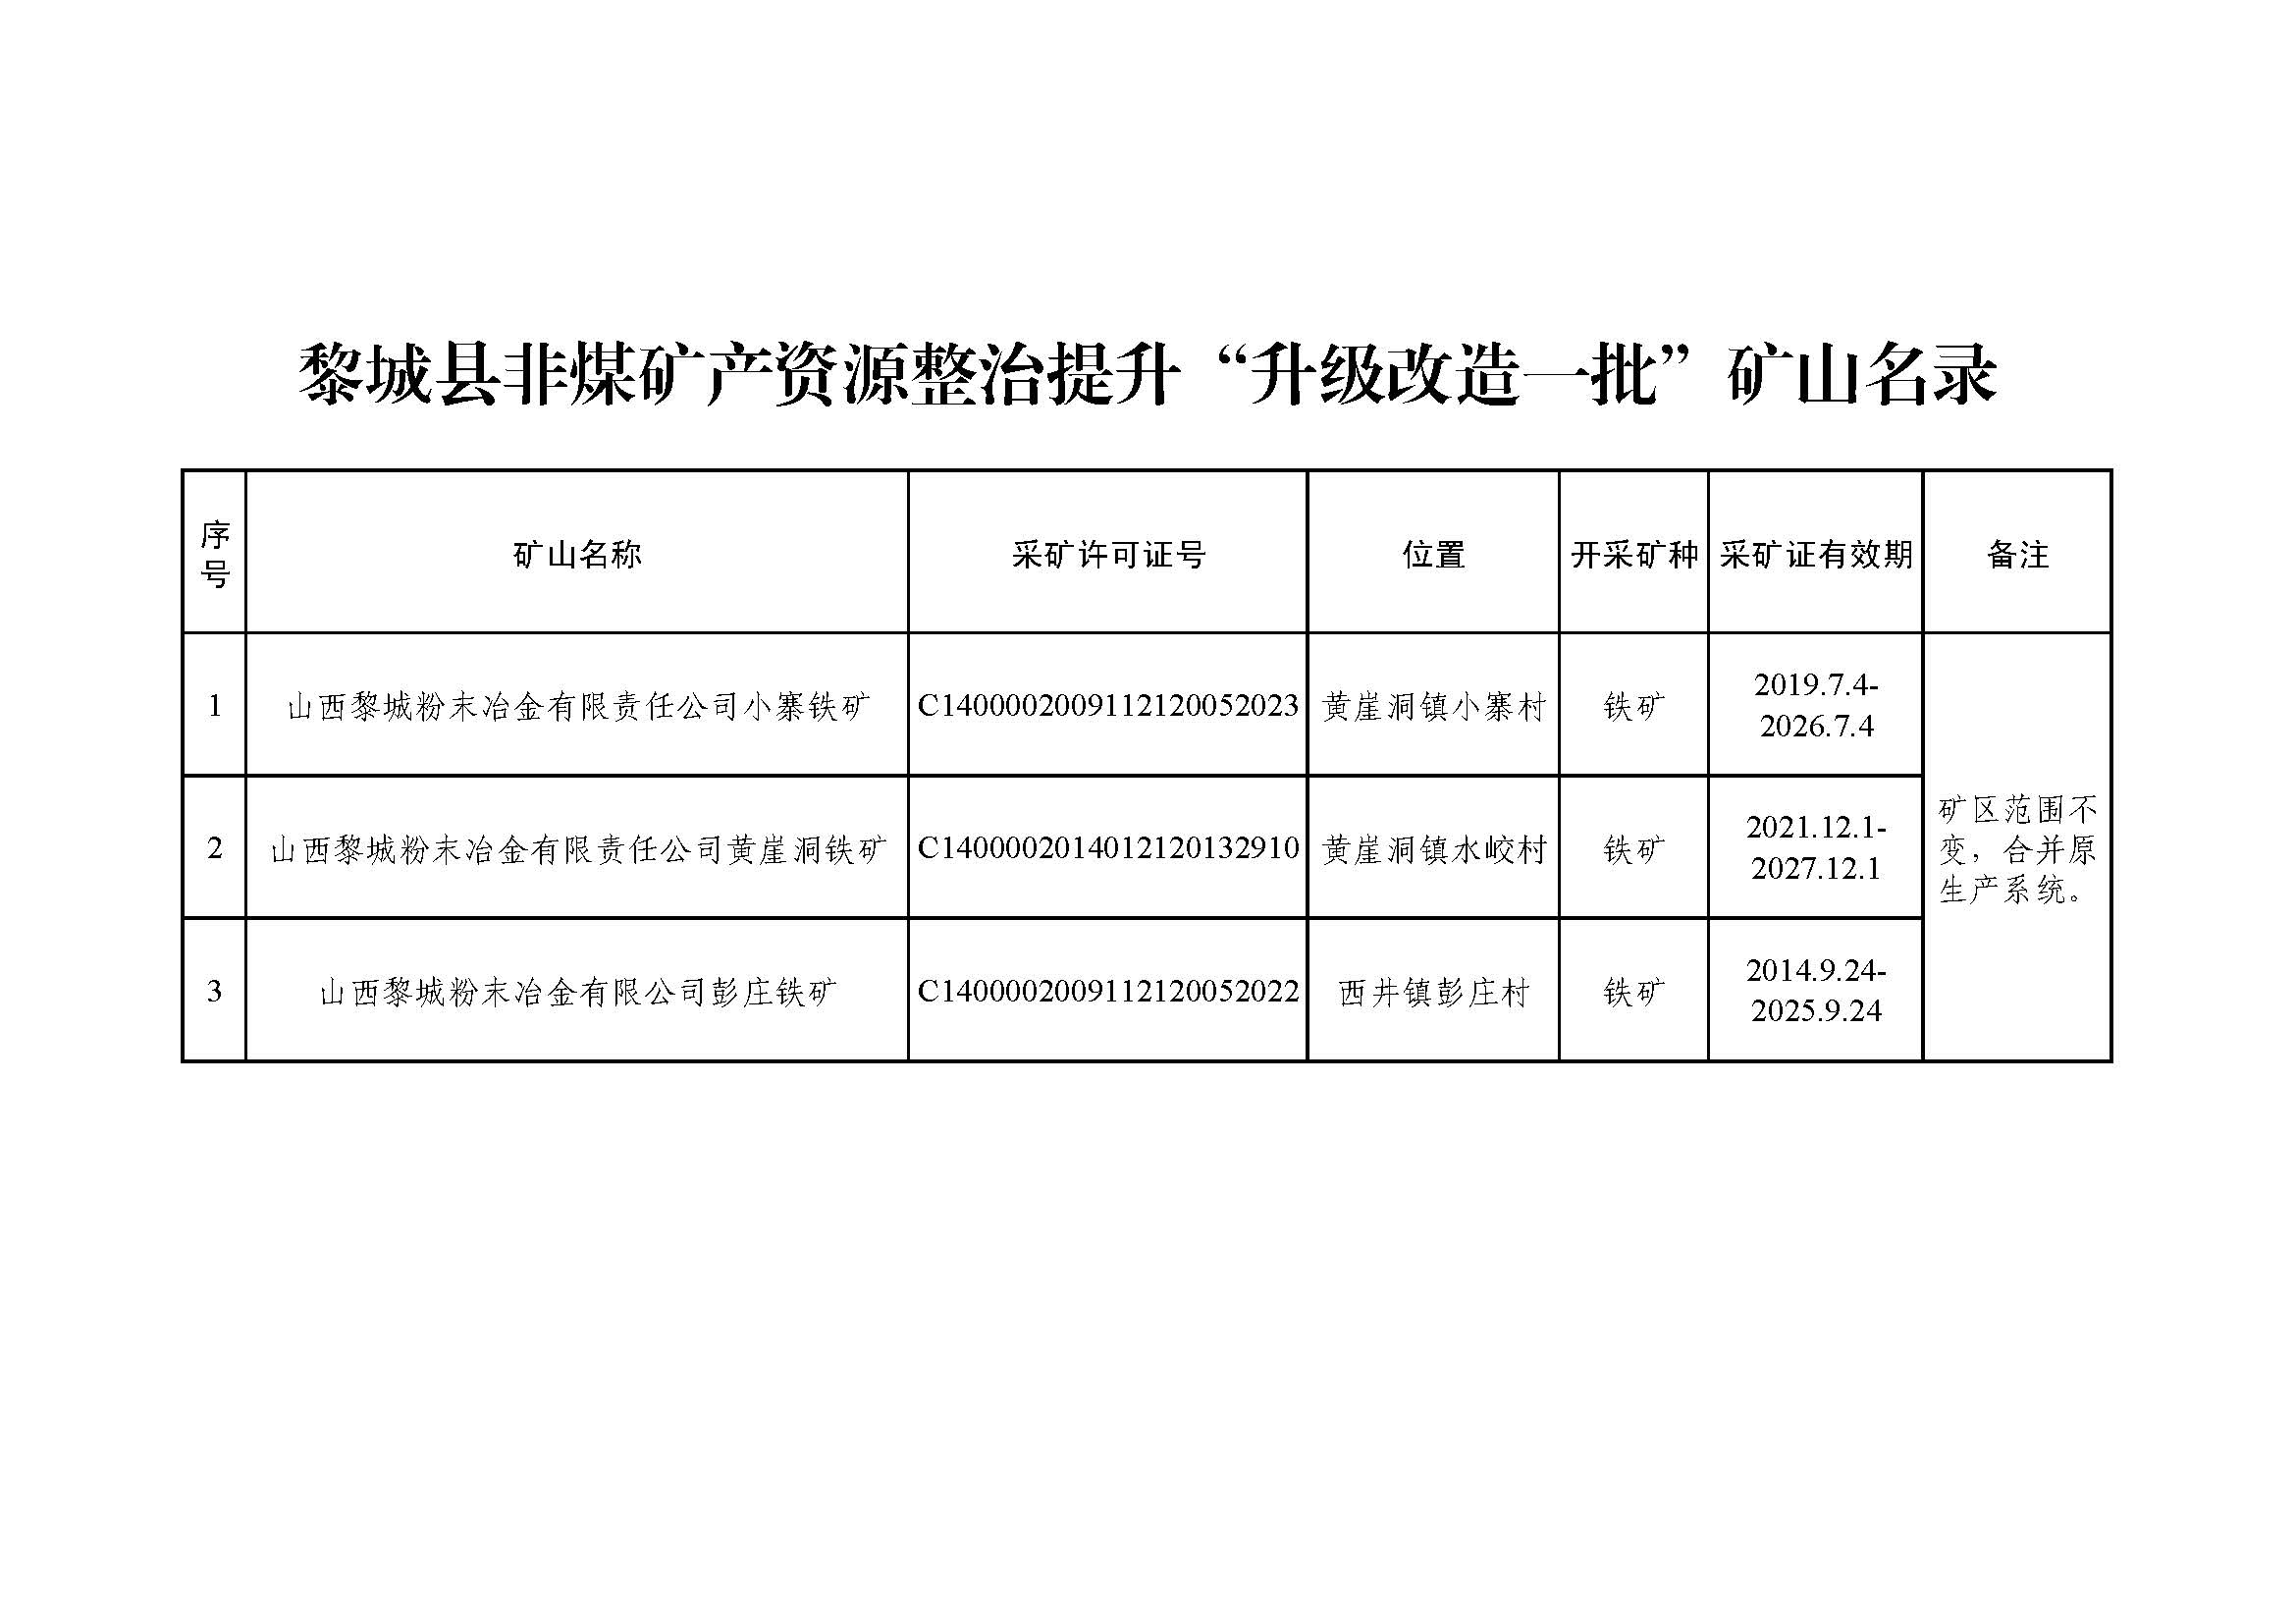 黎城县非煤矿产资源整治提升“升级改造一批”矿山名录
序号 矿山名称 采矿许可证号 位置 开采矿种 采矿证有效期 备注
1 山西黎城粉末冶金有限责任公司小寨铁矿 C1400002009112120052023 黄崖洞镇小寨村 铁矿 2019.7.4-
2026.7.4
2 山西黎城粉末冶金有限责任公司黄崖洞铁矿 C1400002014012120132910 黄崖洞镇水峧村 铁矿 2021.12.1-
2027.12.1
矿区范围不
变，合并原
生产系统。
3 山西黎城粉末冶金有限公司彭庄铁矿 C1400002009112120052022 西井镇彭庄村 铁矿 2014.9.24-
2025.9.24